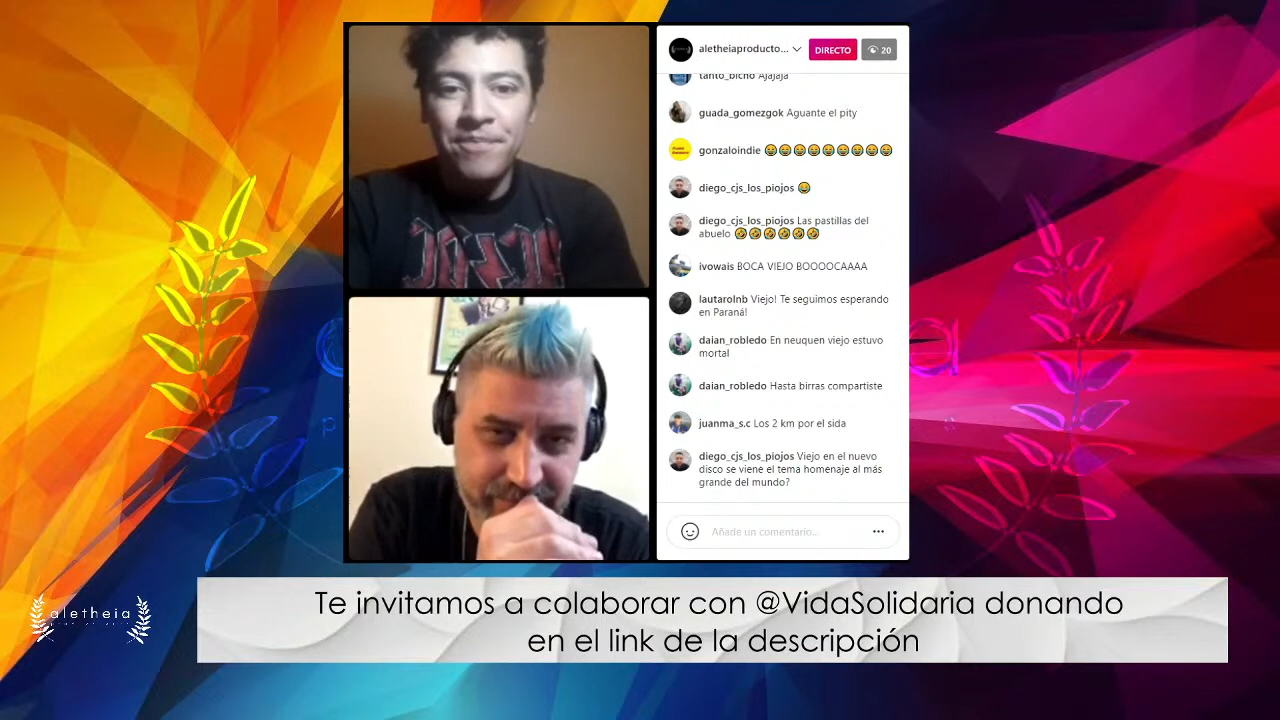 aletheiaproducto...
DIRECTO
20
tanto_bicho Ajajaja
guada_gomezgok Aguante el pity
gonzaloindie 😂😂😂😂😂😂😂😂😂
diego_cjs_los_piojos 😂
diego_cjs_los_piojos Las pastillas del
abuelo 🤣🤣🤣🤣🤣🤣
ivowais BOCA VIEJO BOOOOCAAAA
lautarolnb Viejo! Te seguimos esperando
en Paraná!
daian_robledo En neuquen viejo estuvo
mortal
daian_robledo Hasta birras compartiste
juanma_s.c Los 2 km por el sida
diego_cjs_los_piojos Viejo en el nuevo
disco se viene el tema homenaje al más
grande del mundo?
Añade un comentario...
aletheia
Te invitamos a colaborar con @VidaSolidaria donando
en el link de la descripción